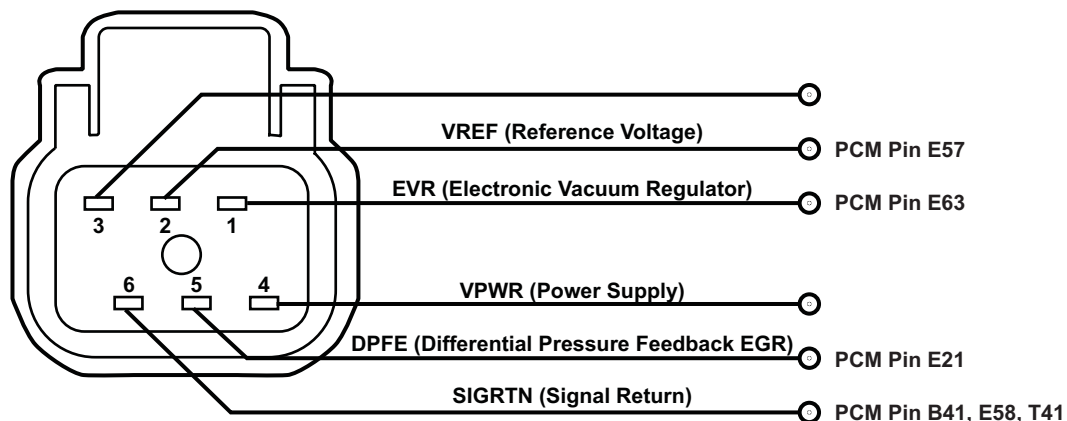 VREF (Reference Voltage)
PCM Pin E57
EVR (Electronic Vacuum Regulator)
PCM Pin E63
3 2 1
6 5 4
VPWR (Power Supply)
DPFE (Differential Pressure Feedback EGR)
PCM Pin E21
SIGRTN (Signal Return)
PCM Pin B41, E58, T41